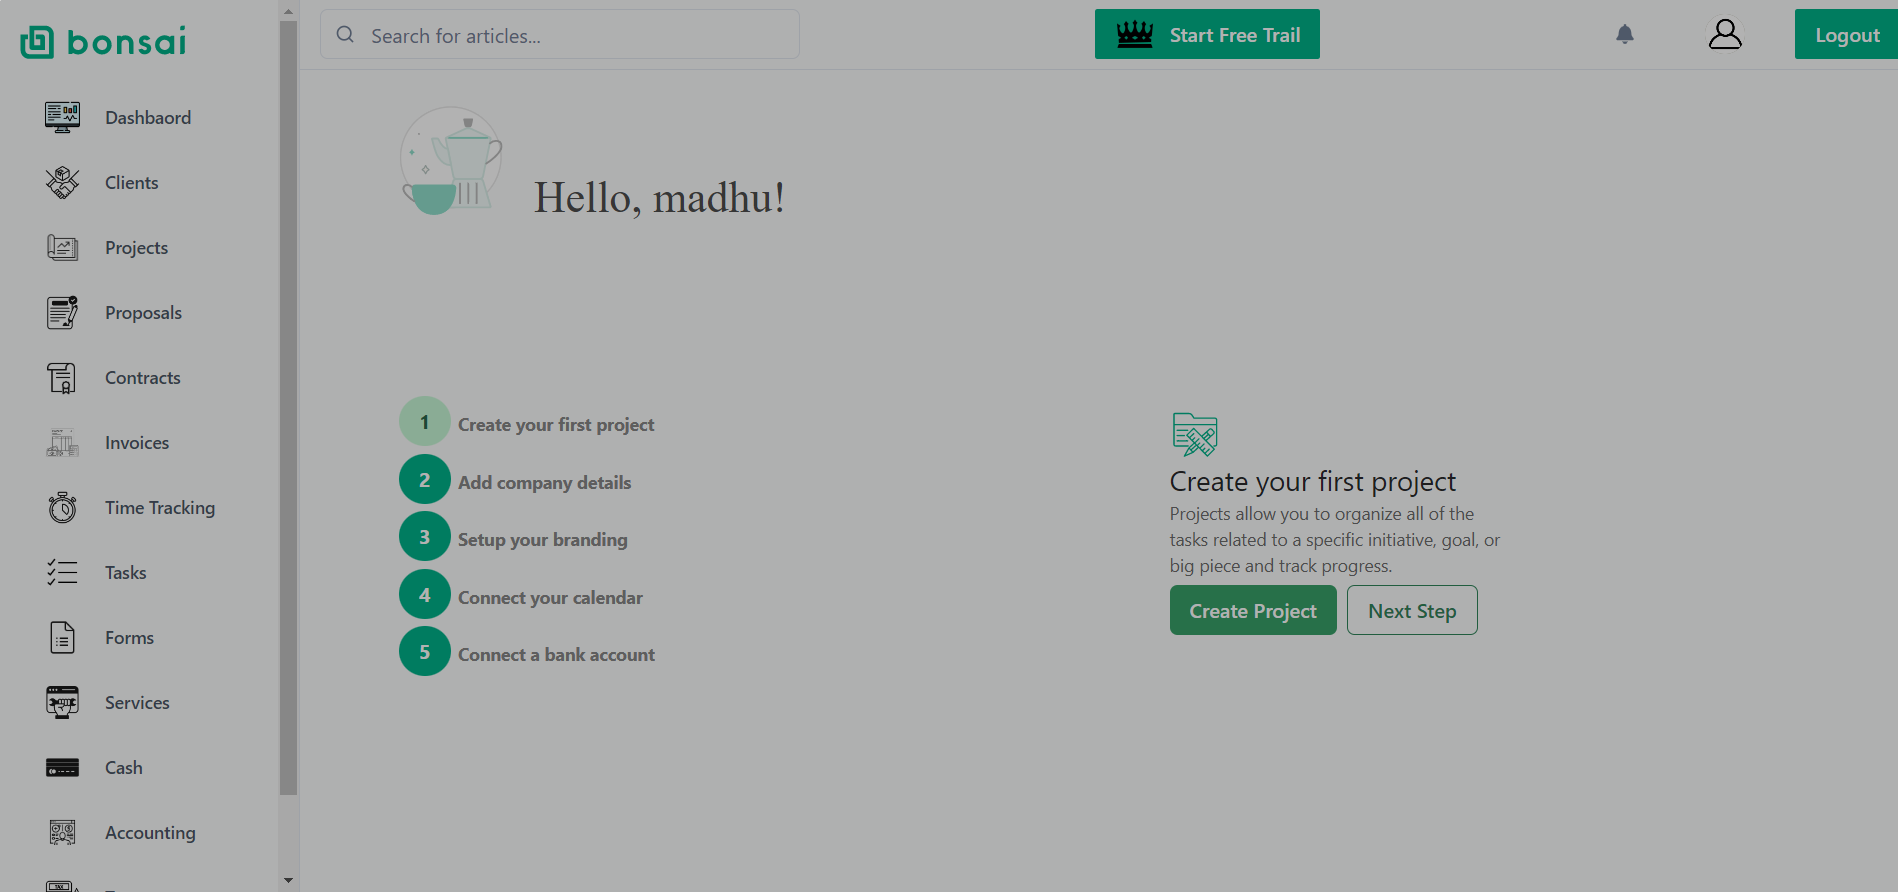 bonsai
Search for articles...
Start Free Trail
Logout
Dashbaord
Clients
Projects
Proposals
Contracts
Invoices
Time Tracking
Tasks
Forms
Services
Cash
Accounting
Hello, madhu!
1 Create your first project
2 Add company details
3 Setup your branding
4 Connect your calendar
5 Connect a bank account
Create your first project
Projects allow you to organize all of the
tasks related to a specific initiative, goal, or
big piece and track progress.
Create Project Next Step